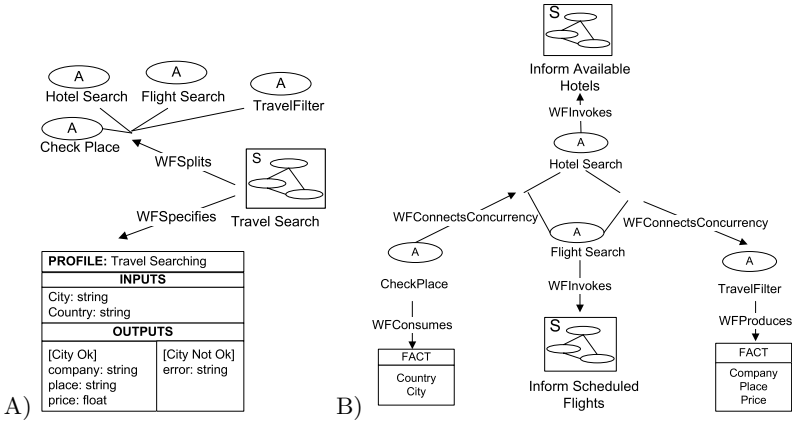 A
Hotel Search
A
Flight Search
A
TravelFilter
A
Check Place
WFSplits
S
Travel Search
WFSpecifies
PROFILE: Travel Searching
INPUTS
City: string
Country: string
OUTPUTS
[City Ok]
company: string
place: string
price: float
[City Not Ok]
error: string
A)
S
Inform Available
Hotels
WFInvokes
A
Hotel Search
WFConnectsConcurrency
WFConnectsConcurrency
A
CheckPlace
A
Flight Search
A
TravelFilter
WFConsumes
WFInvokes
WFProduces
FACT
Country
City
S
Inform Scheduled
Flights
FACT
Company
Place
Price
B)